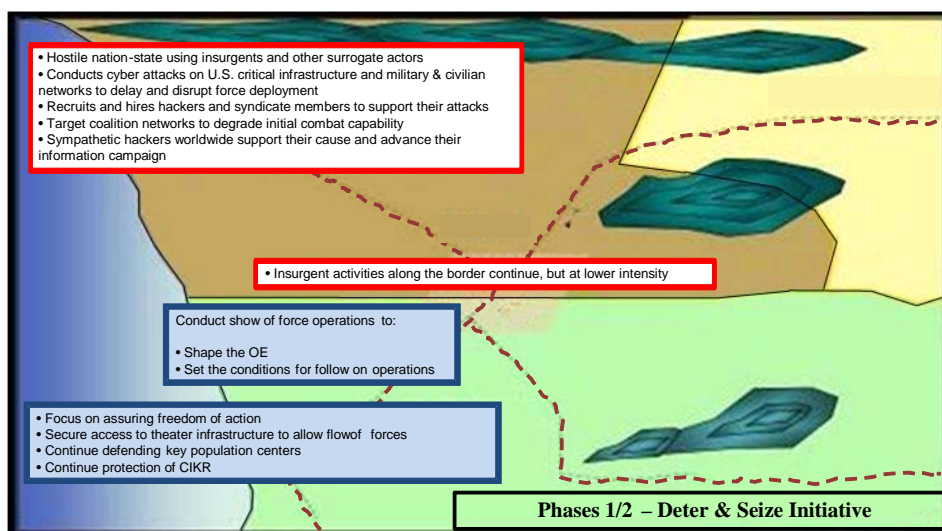 • Hostile nation-state using insurgents and other surrogate actors
• Conducts cyber attacks on U.S. critical infrastructure and military & civilian
networks to delay and disrupt force deployment
• Recruits and hires hackers and syndicate members to support their attacks
• Target coalition networks to degrade initial combat capability
• Sympathetic hackers worldwide support their cause and advance their
information campaign
• Insurgent activities along the border continue, but at lower intensity
Conduct show of force operations to:
• Shape the OE
• Set the conditions for follow on operations
• Focus on assuring freedom of action
• Secure access to theater infrastructure to allow flowof forces
• Continue defending key population centers
• Continue protection of CIKR
Phases 1/2 – Deter & Seize Initiative